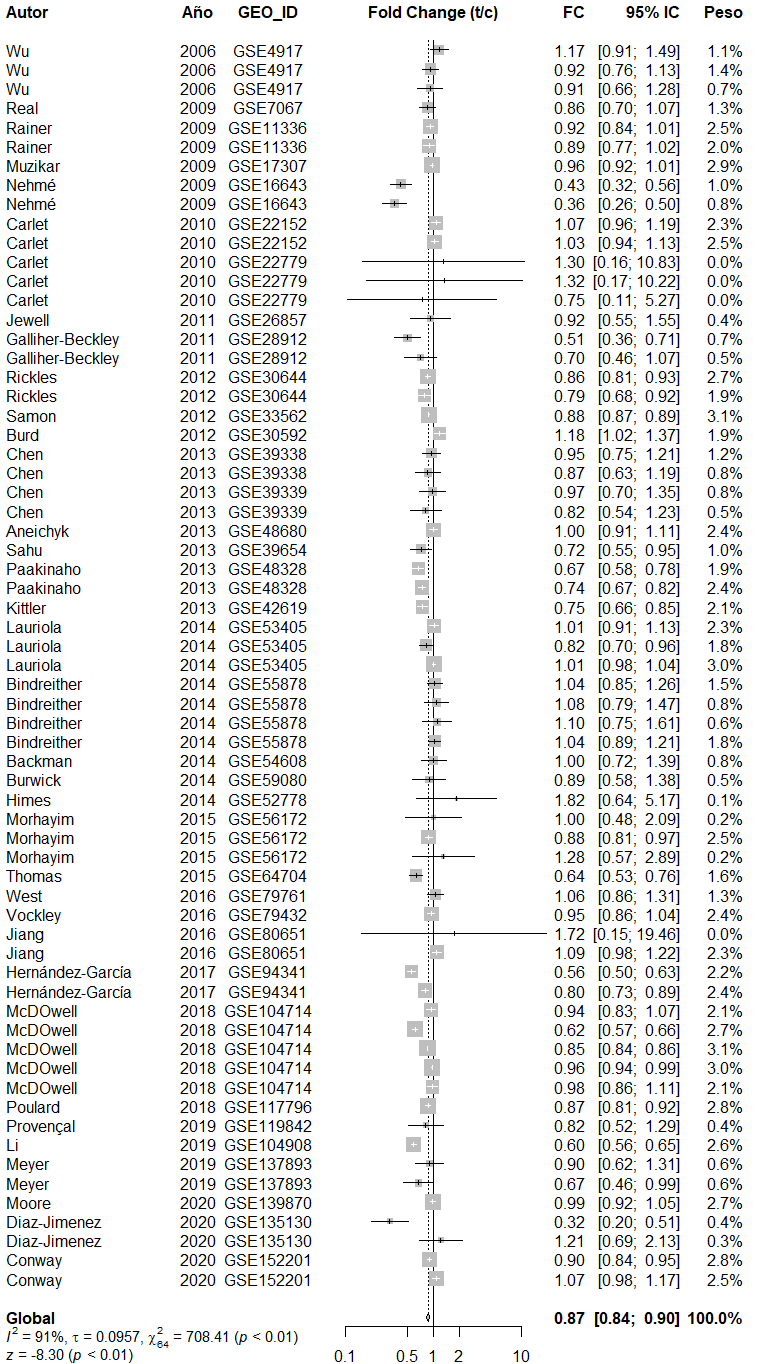 Autor Año GEO_ID Fold Change (t/c) FC 95% IC Peso
Wu 2006 GSE4917 1.17 [0.91; 1.49] 1.1%
Wu 2006 GSE4917 0.92 [0.76; 1.13] 1.4%
Wu 2006 GSE4917 0.91 [0.66; 1.28] 0.7%
Real 2009 GSE7067 0.86 [0.70; 1.07] 1.3%
Rainer 2009 GSE11336 0.92 [0.84; 1.01] 2.5%
Rainer 2009 GSE11336 0.89 [0.77; 1.02] 2.0%
Muzikar 2009 GSE17307 0.96 [0.92; 1.01] 2.9%
Nehmé 2009 GSE16643 0.43 [0.32; 0.56] 1.0%
Nehmé 2009 GSE16643 0.36 [0.26; 0.50] 0.8%
Carlet 2010 GSE22152 1.07 [0.96; 1.19] 2.3%
Carlet 2010 GSE22152 1.03 [0.94; 1.13] 2.5%
Carlet 2010 GSE22779 1.30 [0.16; 10.83] 0.0%
Carlet 2010 GSE22779 1.32 [0.17; 10.22] 0.0%
Carlet 2010 GSE22779 0.75 [0.11; 5.27] 0.0%
Jewell 2011 GSE26857 0.92 [0.55; 1.55] 0.4%
Galliher-Beckley 2011 GSE28912 0.51 [0.36; 0.71] 0.7%
Galliher-Beckley 2011 GSE28912 0.70 [0.46; 1.07] 0.5%
Rickles 2012 GSE30644 0.86 [0.81; 0.93] 2.7%
Rickles 2012 GSE30644 0.79 [0.68; 0.92] 1.9%
Samon 2012 GSE33562 0.88 [0.87; 0.89] 3.1%
Burd 2012 GSE30592 1.18 [1.02; 1.37] 1.9%
Chen 2013 GSE39338 0.95 [0.75; 1.21] 1.2%
Chen 2013 GSE39338 0.87 [0.63; 1.19] 0.8%
Chen 2013 GSE39339 0.97 [0.70; 1.35] 0.8%
Chen 2013 GSE39339 0.82 [0.54; 1.23] 0.5%
Aneichyk 2013 GSE48680 1.00 [0.91; 1.11] 2.4%
Sahu 2013 GSE39654 0.72 [0.55; 0.95] 1.0%
Paakinaho 2013 GSE48328 0.67 [0.58; 0.78] 1.9%
Paakinaho 2013 GSE48328 0.74 [0.67; 0.82] 2.4%
Kittler 2013 GSE42619 0.75 [0.66; 0.85] 2.1%
Lauriola 2014 GSE53405 1.01 [0.91; 1.13] 2.3%
Lauriola 2014 GSE53405 0.82 [0.70; 0.96] 1.8%
Lauriola 2014 GSE53405 1.01 [0.98; 1.04] 3.0%
Bindreither 2014 GSE55878 1.04 [0.85; 1.26] 1.5%
Bindreither 2014 GSE55878 1.08 [0.79; 1.47] 0.8%
Bindreither 2014 GSE55878 1.10 [0.75; 1.61] 0.6%
Bindreither 2014 GSE55878 1.04 [0.89; 1.21] 1.8%
Backman 2014 GSE54608 1.00 [0.72; 1.39] 0.8%
Burwick 2014 GSE59080 0.89 [0.58; 1.38] 0.5%
Himes 2014 GSE52778 1.82 [0.64; 5.17] 0.1%
Morhayim 2015 GSE56172 1.00 [0.48; 2.09] 0.2%
Morhayim 2015 GSE56172 0.88 [0.81; 0.97] 2.5%
Morhayim 2015 GSE56172 1.28 [0.57; 2.89] 0.2%
Thomas 2015 GSE64704 0.64 [0.53; 0.76] 1.6%
West 2016 GSE79761 1.06 [0.86; 1.31] 1.3%
Vockley 2016 GSE79432 0.95 [0.86; 1.04] 2.4%
Jiang 2016 GSE80651 1.72 [0.15; 19.46] 0.0%
Jiang 2016 GSE80651 1.09 [0.98; 1.22] 2.3%
Hernández-García 2017 GSE94341 0.56 [0.50; 0.63] 2.2%
Hernández-García 2017 GSE94341 0.80 [0.73; 0.89] 2.4%
McDOwell 2018 GSE104714 0.94 [0.83; 1.07] 2.1%
McDOwell 2018 GSE104714 0.62 [0.57; 0.66] 2.7%
McDOwell 2018 GSE104714 0.85 [0.84; 0.86] 3.1%
McDOwell 2018 GSE104714 0.96 [0.94; 0.99] 3.0%
McDOwell 2018 GSE104714 0.98 [0.86; 1.11] 2.1%
Poulard 2018 GSE117796 0.87 [0.81; 0.92] 2.8%
Provençal 2019 GSE119842 0.82 [0.52; 1.29] 0.4%
Li 2019 GSE104908 0.60 [0.56; 0.65] 2.6%
Meyer 2019 GSE137893 0.90 [0.62; 1.31] 0.6%
Meyer 2019 GSE137893 0.67 [0.46; 0.99] 0.6%
Moore 2020 GSE139870 0.99 [0.92; 1.05] 2.7%
Diaz-Jimenez 2020 GSE135130 0.32 [0.20; 0.51] 0.4%
Diaz-Jimenez 2020 GSE135130 1.21 [0.69; 2.13] 0.3%
Conway 2020 GSE152201 0.90 [0.84; 0.95] 2.8%
Conway 2020 GSE152201 1.07 [0.98; 1.17] 2.5%
Global 0.87 [0.84; 0.90] 100.0%
I² = 91%, τ = 0.0957, χ²₆₄ = 708.41 (p < 0.01)
z = -8.30 (p < 0.01)
0.1 0.5 1 2 10